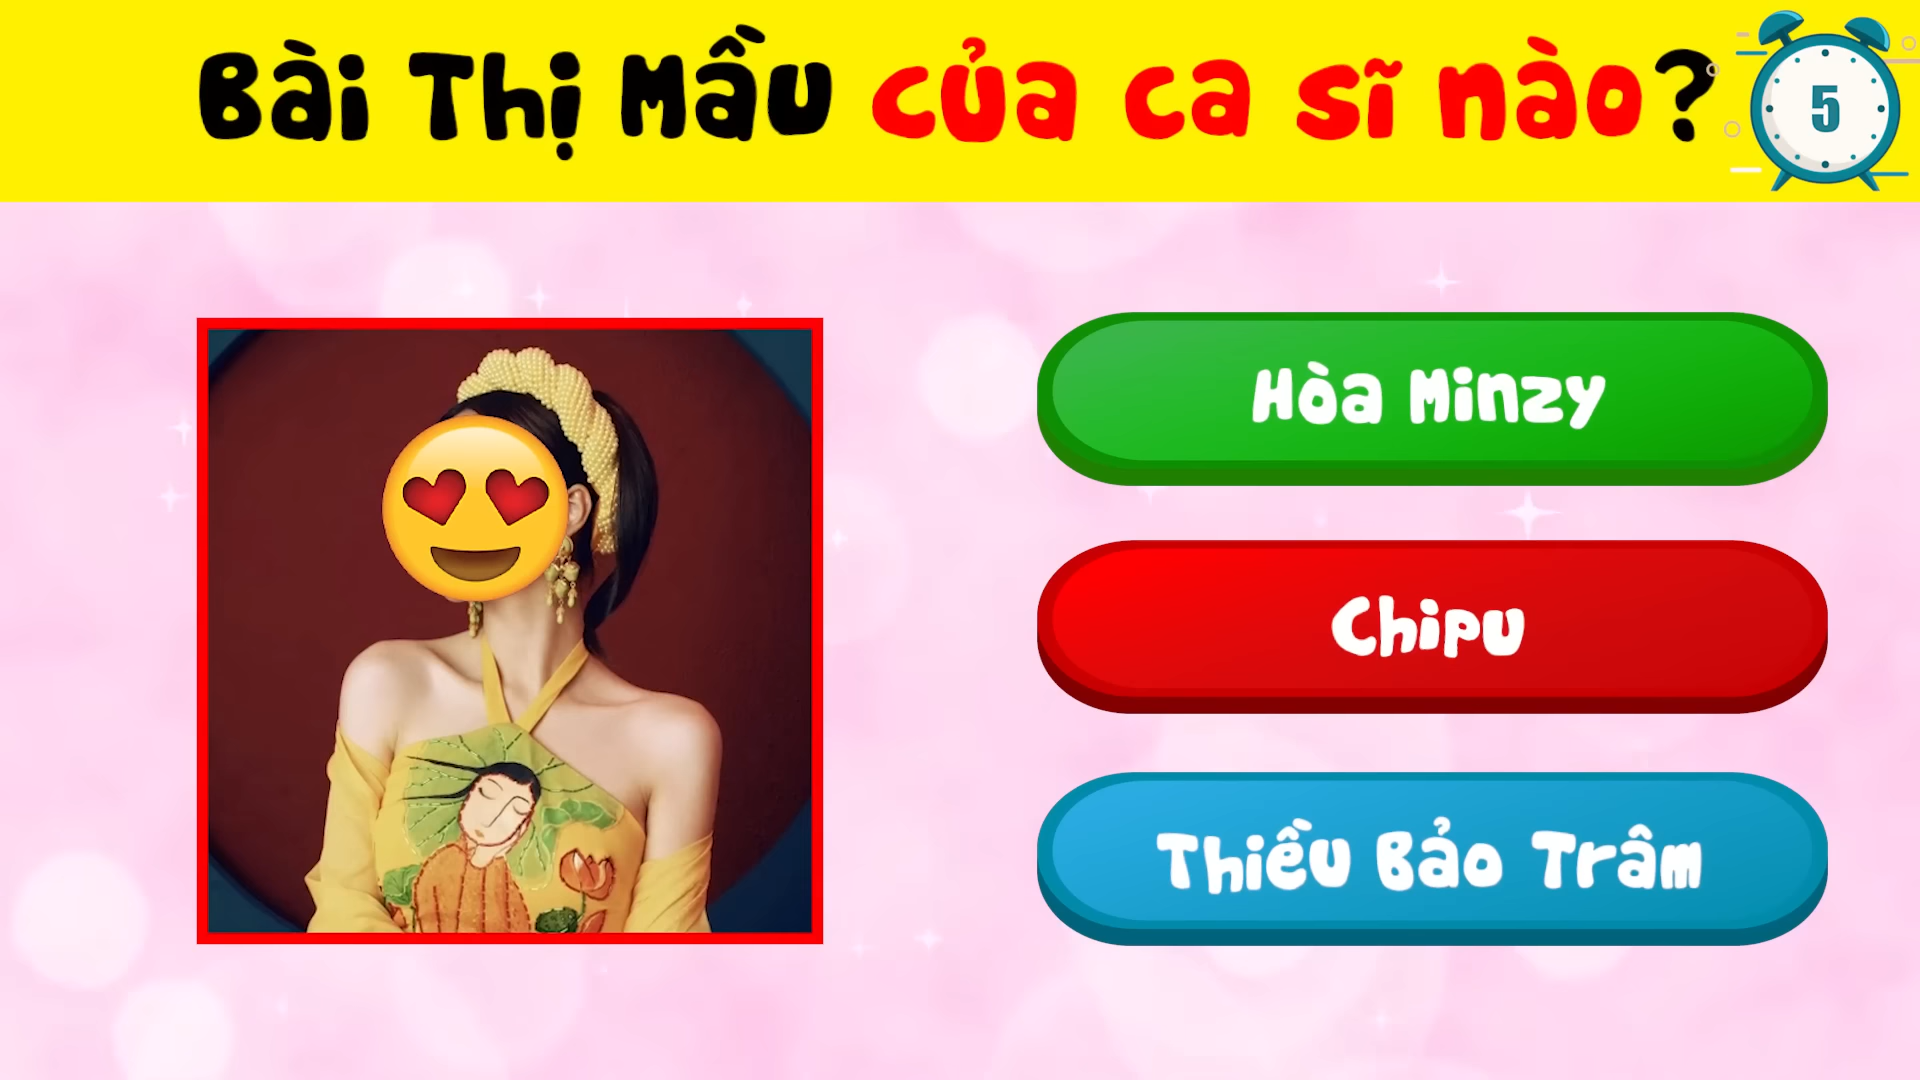 Bài Thị Mầu của ca sĩ nào?
5
Hòa Minzy
Chipu
Thiều Bảo Trâm